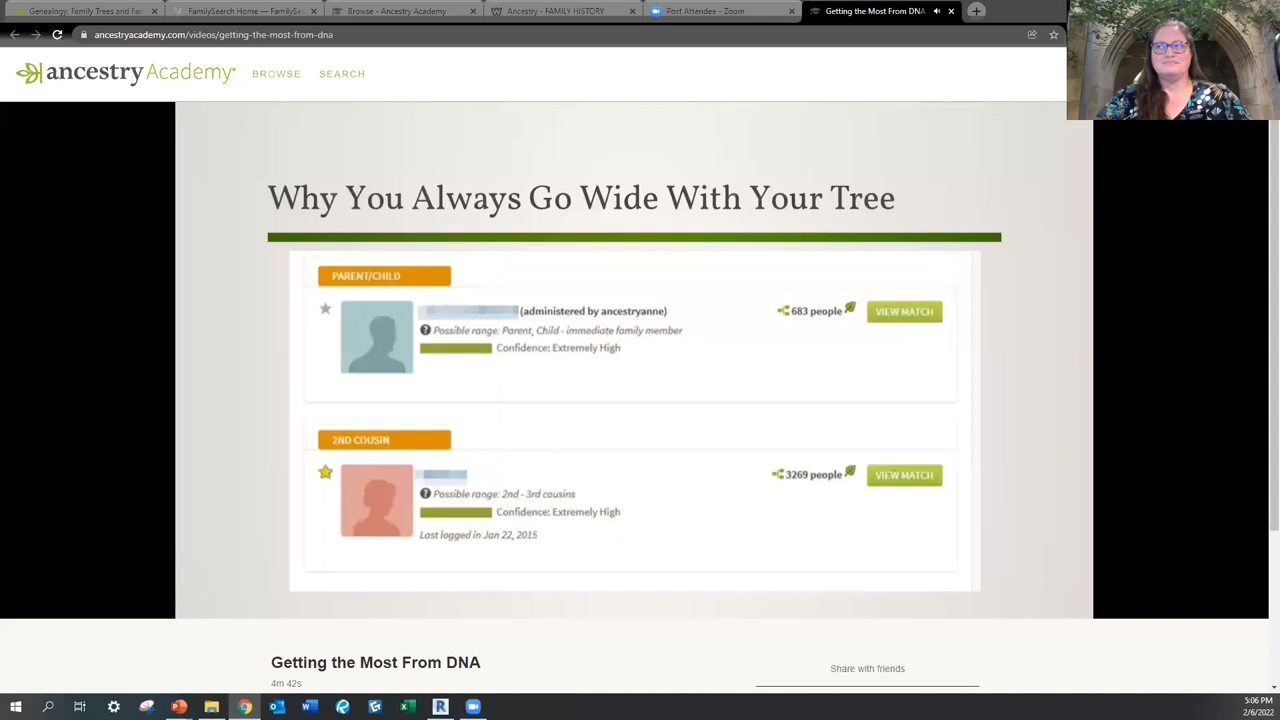 Genealogy, Family Trees and Fam
FamilySearch Home — FamilySe
Browse - Ancestry Academy
Ancestry - FAMILY HISTORY
Post Attendee - Zoom
Getting the Most From DNA
ancestryacademy.com/videos/getting-the-most-from-dna
ancestryAcademy
BROWSE
SEARCH
Why You Always Go Wide With Your Tree
PARENT/CHILD
(administered by ancestryanne)
683 people
VIEW MATCH
Possible range: Parent, Child - immediate family member
Confidence: Extremely High
2ND COUSIN
3269 people
VIEW MATCH
Possible range: 2nd - 3rd cousins
Confidence: Extremely High
Last logged in Jan 22, 2015
Getting the Most From DNA
Share with friends
4m 42s
5:06 PM
2/6/2022